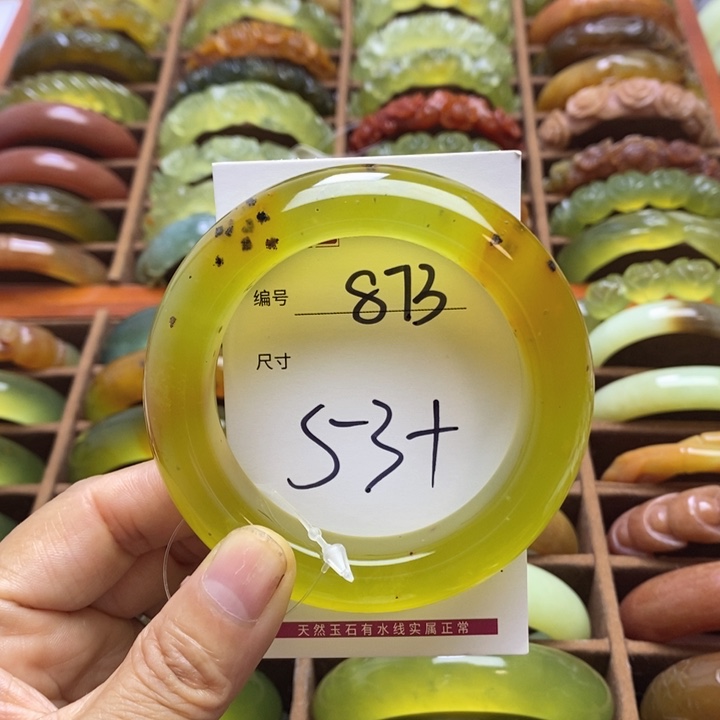 编号 873
尺寸
53+
天然玉石有水线实属正常